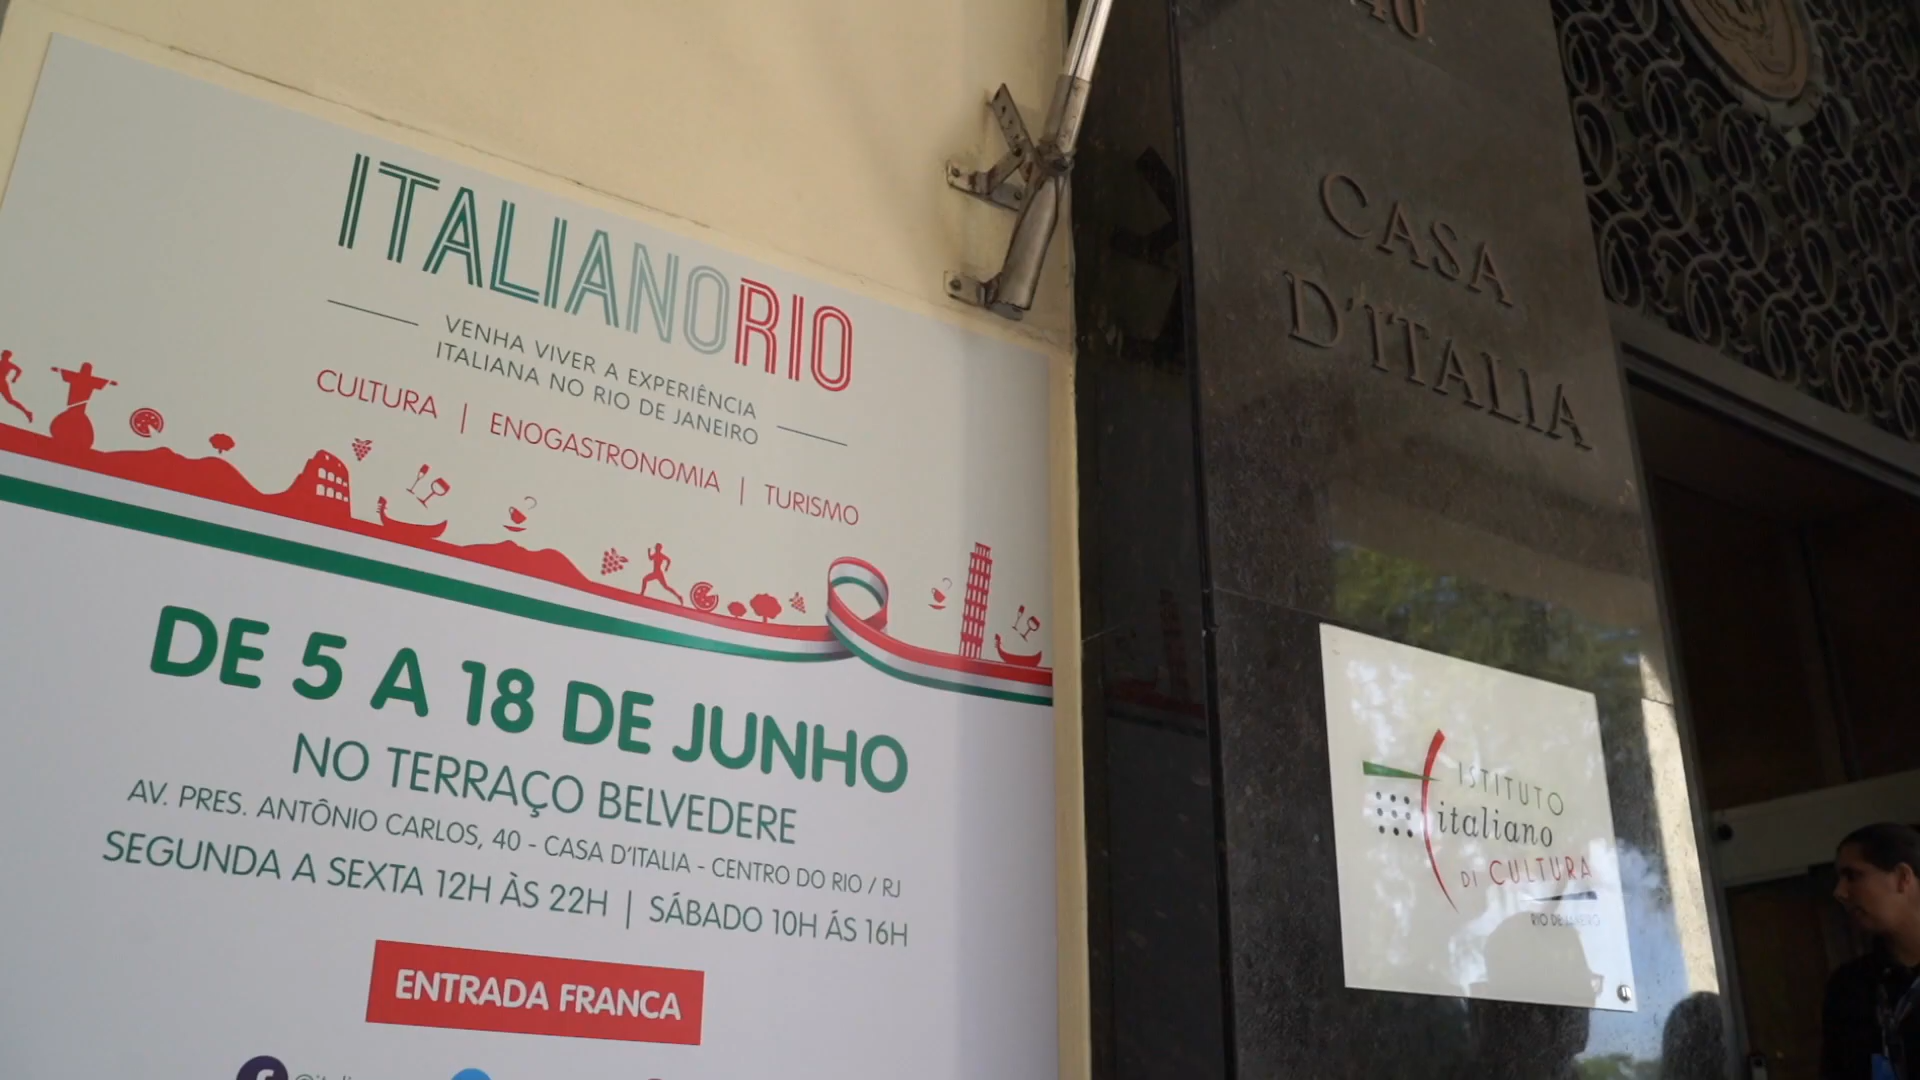 ITALIANORIO
VENHA VIVER A EXPERIÊNCIA
ITALIANA NO RIO DE JANEIRO
CULTURA | ENOGASTRONOMIA | TURISMO
DE 5 A 18 DE JUNHO
NO TERRAÇO BELVEDERE
AV. PRES. ANTÔNIO CARLOS, 40 - CASA D'ITALIA - CENTRO DO RIO / RJ
SEGUNDA A SEXTA 12H ÀS 22H | SÁBADO 10H ÁS 16H
ENTRADA FRANCA
40
CASA
D'ITALIA
ISTITUTO
italiano
DI CULTURA
RIO DE JANEIRO